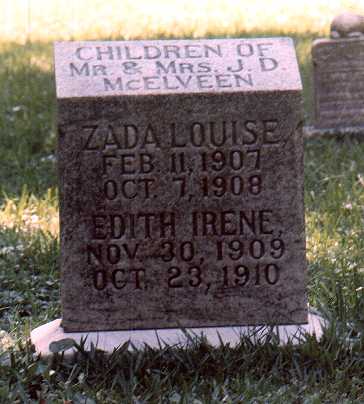 CHILDREN OF
MR. & MRS. J. D.
MCELVEEN
ZADA LOUISE,
FEB. 11, 1907
OCT. 7, 1908
EDITH IRENE,
NOV. 30, 1909
OCT. 23, 1910